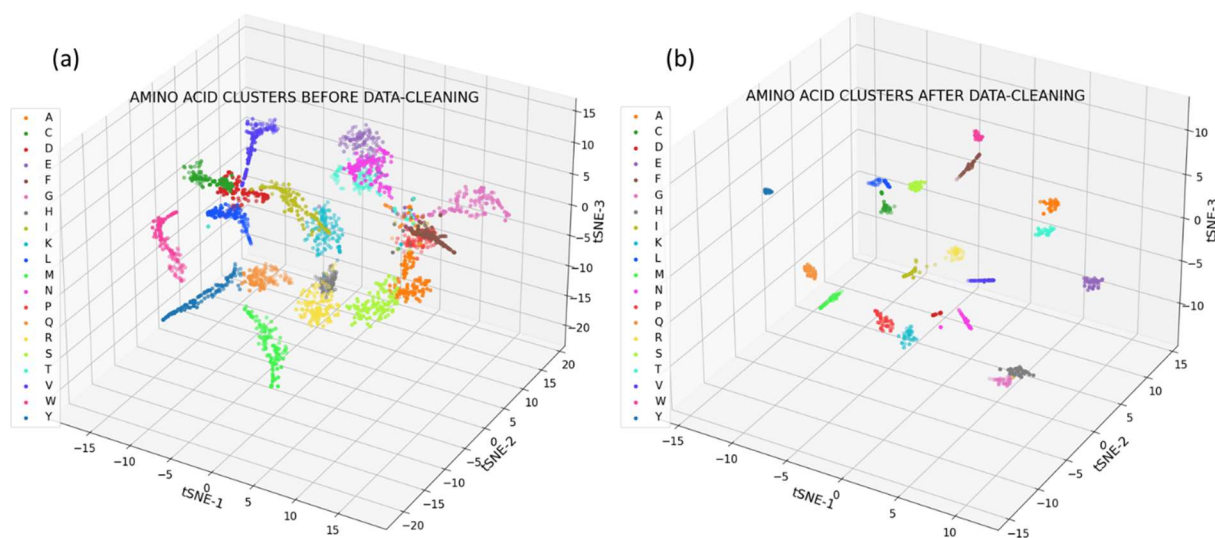 (a)
AMINO ACID CLUSTERS BEFORE DATA-CLEANING
A
C
D
E
F
G
H
I
K
L
M
N
P
Q
R
S
T
V
W
Y
15
10
5
0
−5
−10
−15
−20
tSNE-3
−15
−10
−5
0
5
10
15
tSNE-1
−20
−15
−10
−5
0
5
10
15
20
tSNE-2
(b)
AMINO ACID CLUSTERS AFTER DATA-CLEANING
A
C
D
E
F
G
H
I
K
L
M
N
P
Q
R
S
T
V
W
Y
10
5
0
−5
−10
tSNE-3
−15
−10
−5
0
5
10
tSNE-1
−15
−10
−5
0
5
10
15
tSNE-2